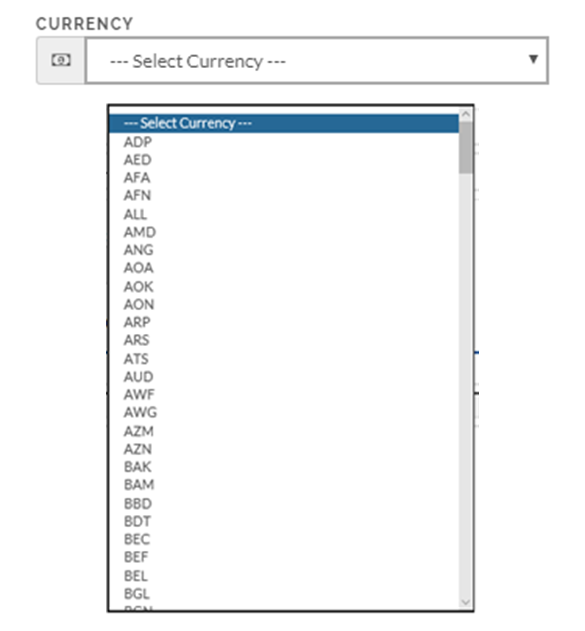 CURRENCY
--- Select Currency ---
--- Select Currency ---
ADP
AED
AFA
AFN
ALL
AMD
ANG
AOA
AOK
AON
ARP
ARS
ATS
AUD
AWF
AWG
AZM
AZN
BAK
BAM
BBD
BDT
BEC
BEF
BEL
BGL